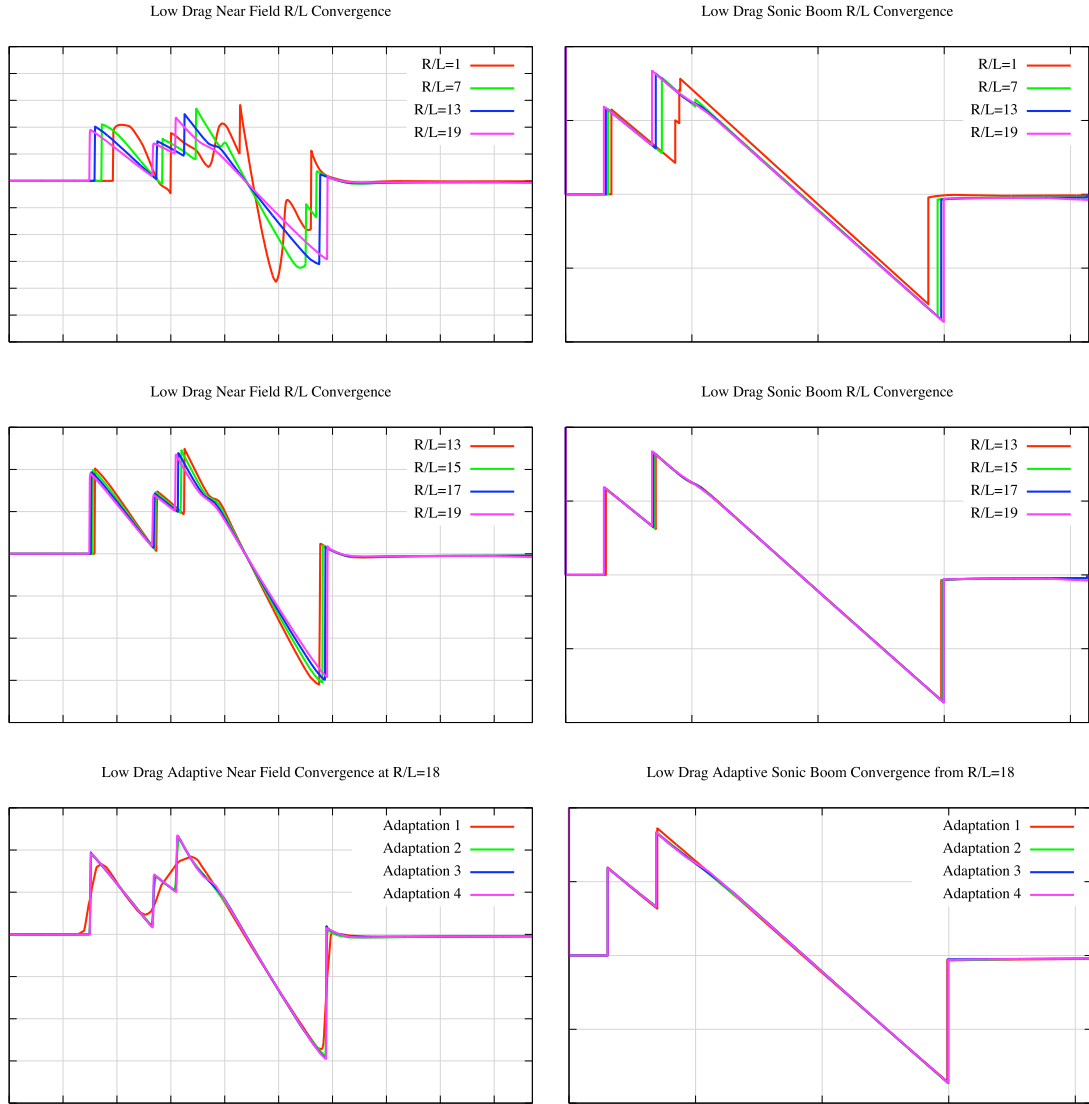 Low Drag Near Field R/L Convergence
R/L=1
R/L=7
R/L=13
R/L=19
Low Drag Sonic Boom R/L Convergence
R/L=1
R/L=7
R/L=13
R/L=19
Low Drag Near Field R/L Convergence
R/L=13
R/L=15
R/L=17
R/L=19
Low Drag Sonic Boom R/L Convergence
R/L=13
R/L=15
R/L=17
R/L=19
Low Drag Adaptive Near Field Convergence at R/L=18
Adaptation 1
Adaptation 2
Adaptation 3
Adaptation 4
Low Drag Adaptive Sonic Boom Convergence from R/L=18
Adaptation 1
Adaptation 2
Adaptation 3
Adaptation 4